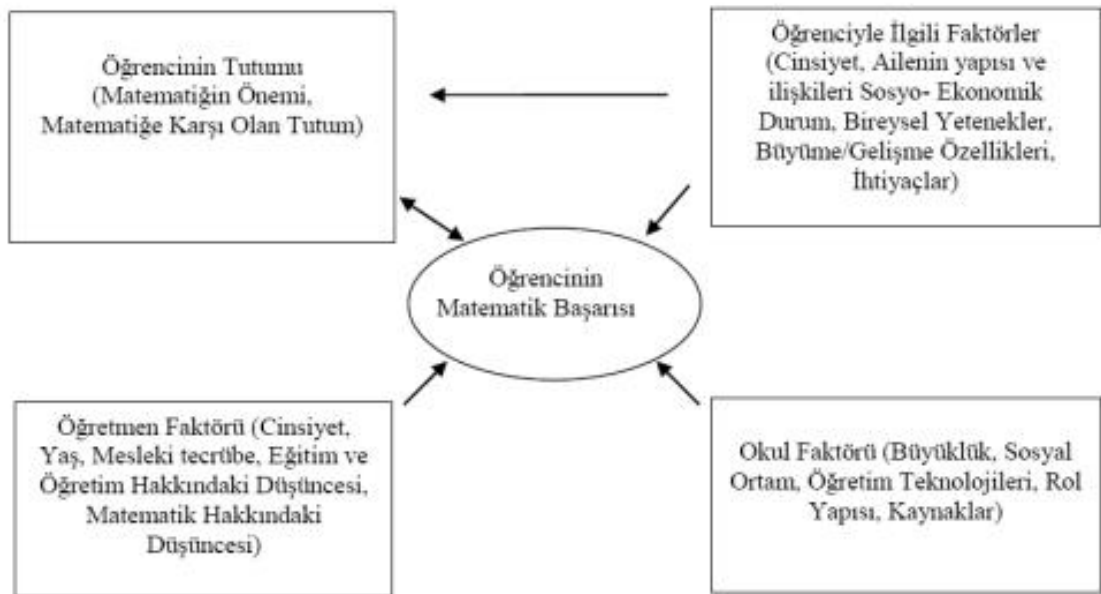 Öğrencinin Tutumu
(Matematiğin Önemi,
Matematiğe Karşı Olan Tutum)
Öğrenciyle İlgili Faktörler
(Cinsiyet, Ailenin yapısı ve
ilişkileri Sosyo- Ekonomik
Durum, Bireysel Yetenekler,
Büyüme/Gelişme Özellikleri,
İhtiyaçlar)
Öğrencinin
Matematik Başarısı
Öğretmen Faktörü (Cinsiyet,
Yaş, Mesleki tecrübe, Eğitim ve
Öğretim Hakkındaki Düşüncesi,
Matematik Hakkındaki
Düşüncesi)
Okul Faktörü (Büyüklük, Sosyal
Ortam, Öğretim Teknolojileri, Rol
Yapısı, Kaynaklar)